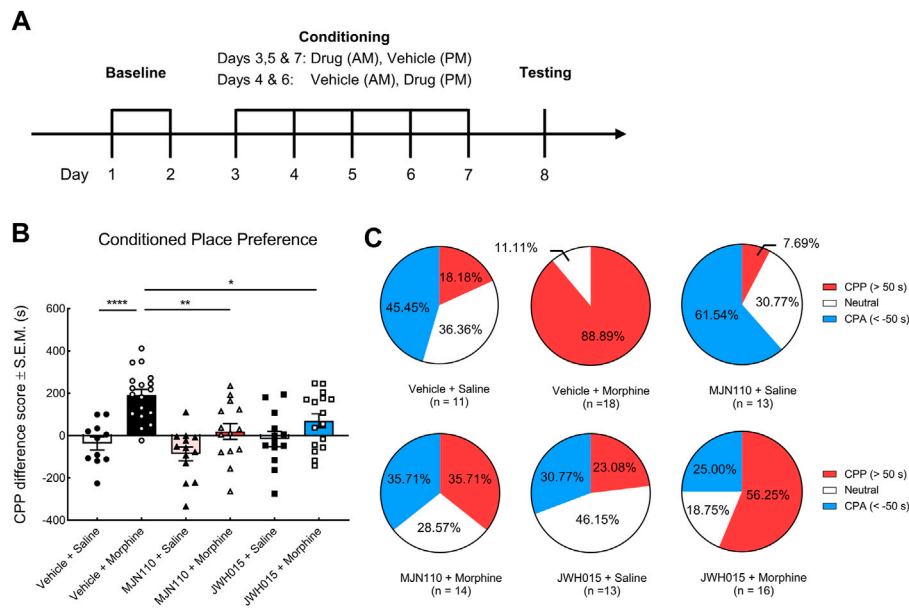 A
Conditioning
Days 3,5 & 7: Drug (AM), Vehicle (PM)
Days 4 & 6: Vehicle (AM), Drug (PM)
Baseline
Testing
Day 1 2 3 4 5 6 7 8
B
Conditioned Place Preference
CPP difference score ± S.E.M. (s)
600
400
200
0
-200
-400
****
**
*
Vehicle + Saline
Vehicle + Morphine
MJN110 + Saline
MJN110 + Morphine
JWH015 + Saline
JWH015 + Morphine
C
45.45%
18.18%
36.36%
Vehicle + Saline
(n = 11)
11.11%
88.89%
Vehicle + Morphine
(n =18)
7.69%
30.77%
61.54%
MJN110 + Saline
(n = 13)
CPP (> 50 s)
Neutral
CPA (< -50 s)
35.71%
35.71%
28.57%
MJN110 + Morphine
(n = 14)
30.77%
23.08%
46.15%
JWH015 + Saline
(n =13)
25.00%
56.25%
18.75%
JWH015 + Morphine
(n = 16)
CPP (> 50 s)
Neutral
CPA (< -50 s)